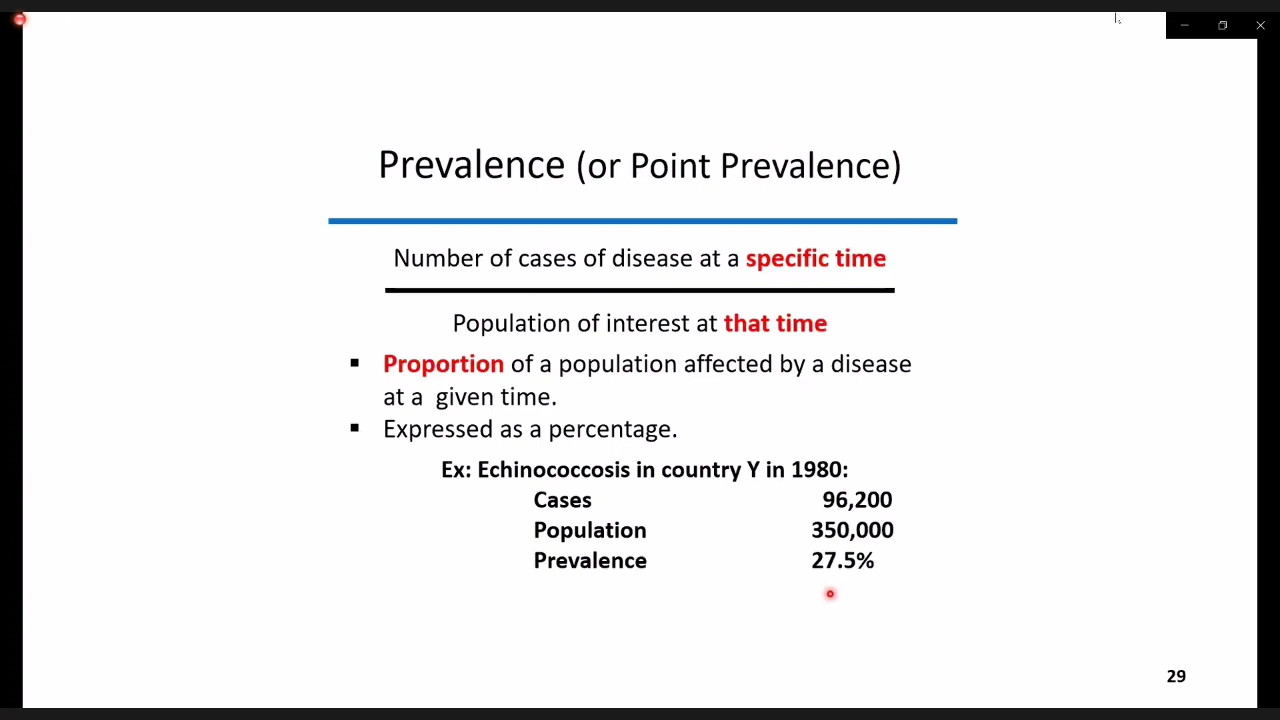 Prevalence (or Point Prevalence)
Number of cases of disease at a specific time
Population of interest at that time
▪ Proportion of a population affected by a disease
at a given time.
▪ Expressed as a percentage.
Ex: Echinococcosis in country Y in 1980:
Cases 96,200
Population 350,000
Prevalence 27.5%
29